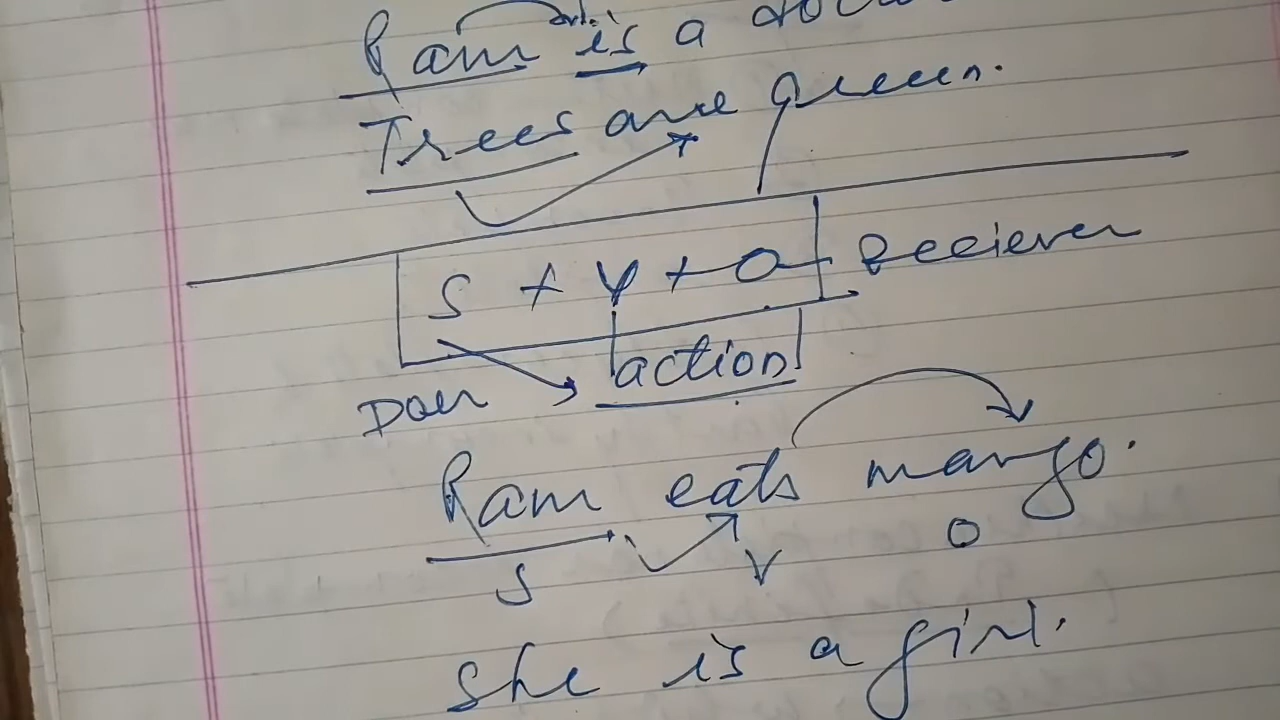 Ram is a
Trees are green.
S + V + O Reciever
Doer action
Ram eats mango.
S V O
She is a girl.